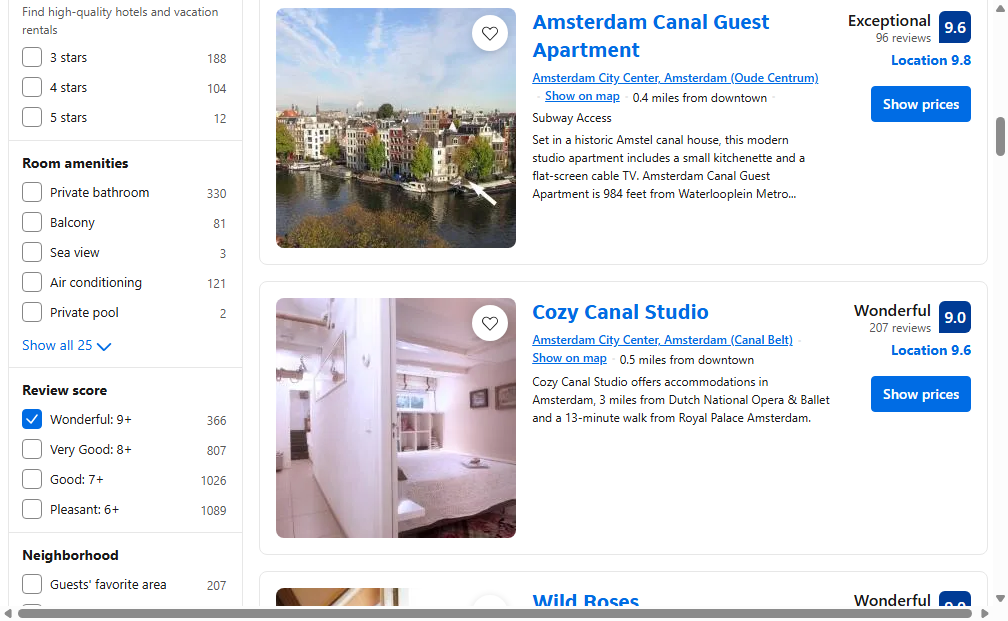 Find high-quality hotels and vacation
rentals
3 stars 188
4 stars 104
5 stars 12
Room amenities
Private bathroom 330
Balcony 81
Sea view 3
Air conditioning 121
Private pool 2
Show all 25
Review score
Wonderful: 9+ 366
Very Good: 8+ 807
Good: 7+ 1026
Pleasant: 6+ 1089
Neighborhood
Guests' favorite area 207
Amsterdam Canal Guest
Apartment
Exceptional 9.6
96 reviews
Location 9.8
Amsterdam City Center, Amsterdam (Oude Centrum)
· Show on map · 0.4 miles from downtown ·
Subway Access
Set in a historic Amstel canal house, this modern
studio apartment includes a small kitchenette and a
flat-screen cable TV. Amsterdam Canal Guest
Apartment is 984 feet from Waterlooplein Metro...
Show prices
Cozy Canal Studio
Wonderful 9.0
207 reviews
Location 9.6
Amsterdam City Center, Amsterdam (Canal Belt) ·
Show on map · 0.5 miles from downtown
Cozy Canal Studio offers accommodations in
Amsterdam, 3 miles from Dutch National Opera & Ballet
and a 13-minute walk from Royal Palace Amsterdam.
Show prices
Wild Roses
Wonderful